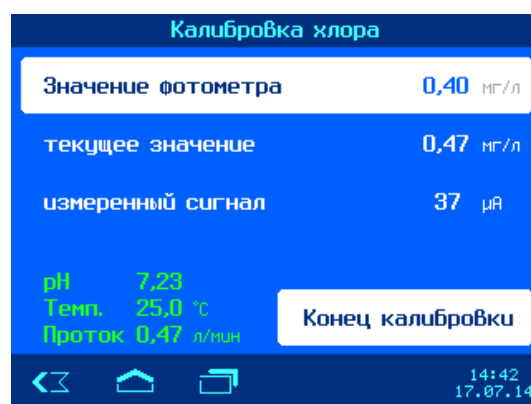 Калибровка хлора
Значение фотометра 0,40 мг/л
текущее значение 0,47 мг/л
измеренный сигнал 37 µA
pH 7,23
Темп. 25,0 °C
Проток 0,47 л/мин
Конец калибровки
14:42
17.07.14